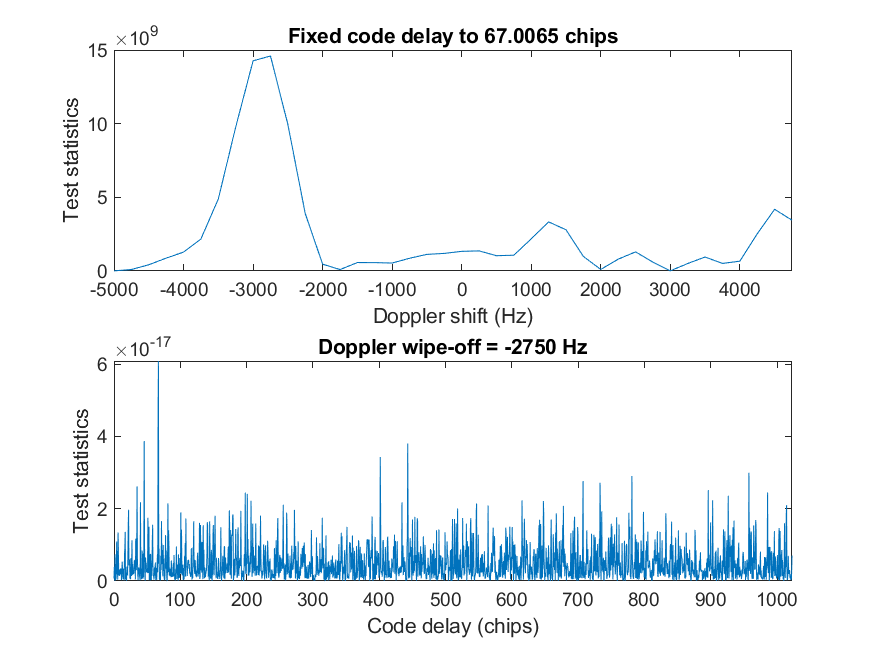 ×10^9
Fixed code delay to 67.0065 chips
15
10
5
0
Test statistics
-5000 -4000 -3000 -2000 -1000 0 1000 2000 3000 4000
Doppler shift (Hz)
×10^-17
Doppler wipe-off = -2750 Hz
6
4
2
0
Test statistics
0 100 200 300 400 500 600 700 800 900 1000
Code delay (chips)